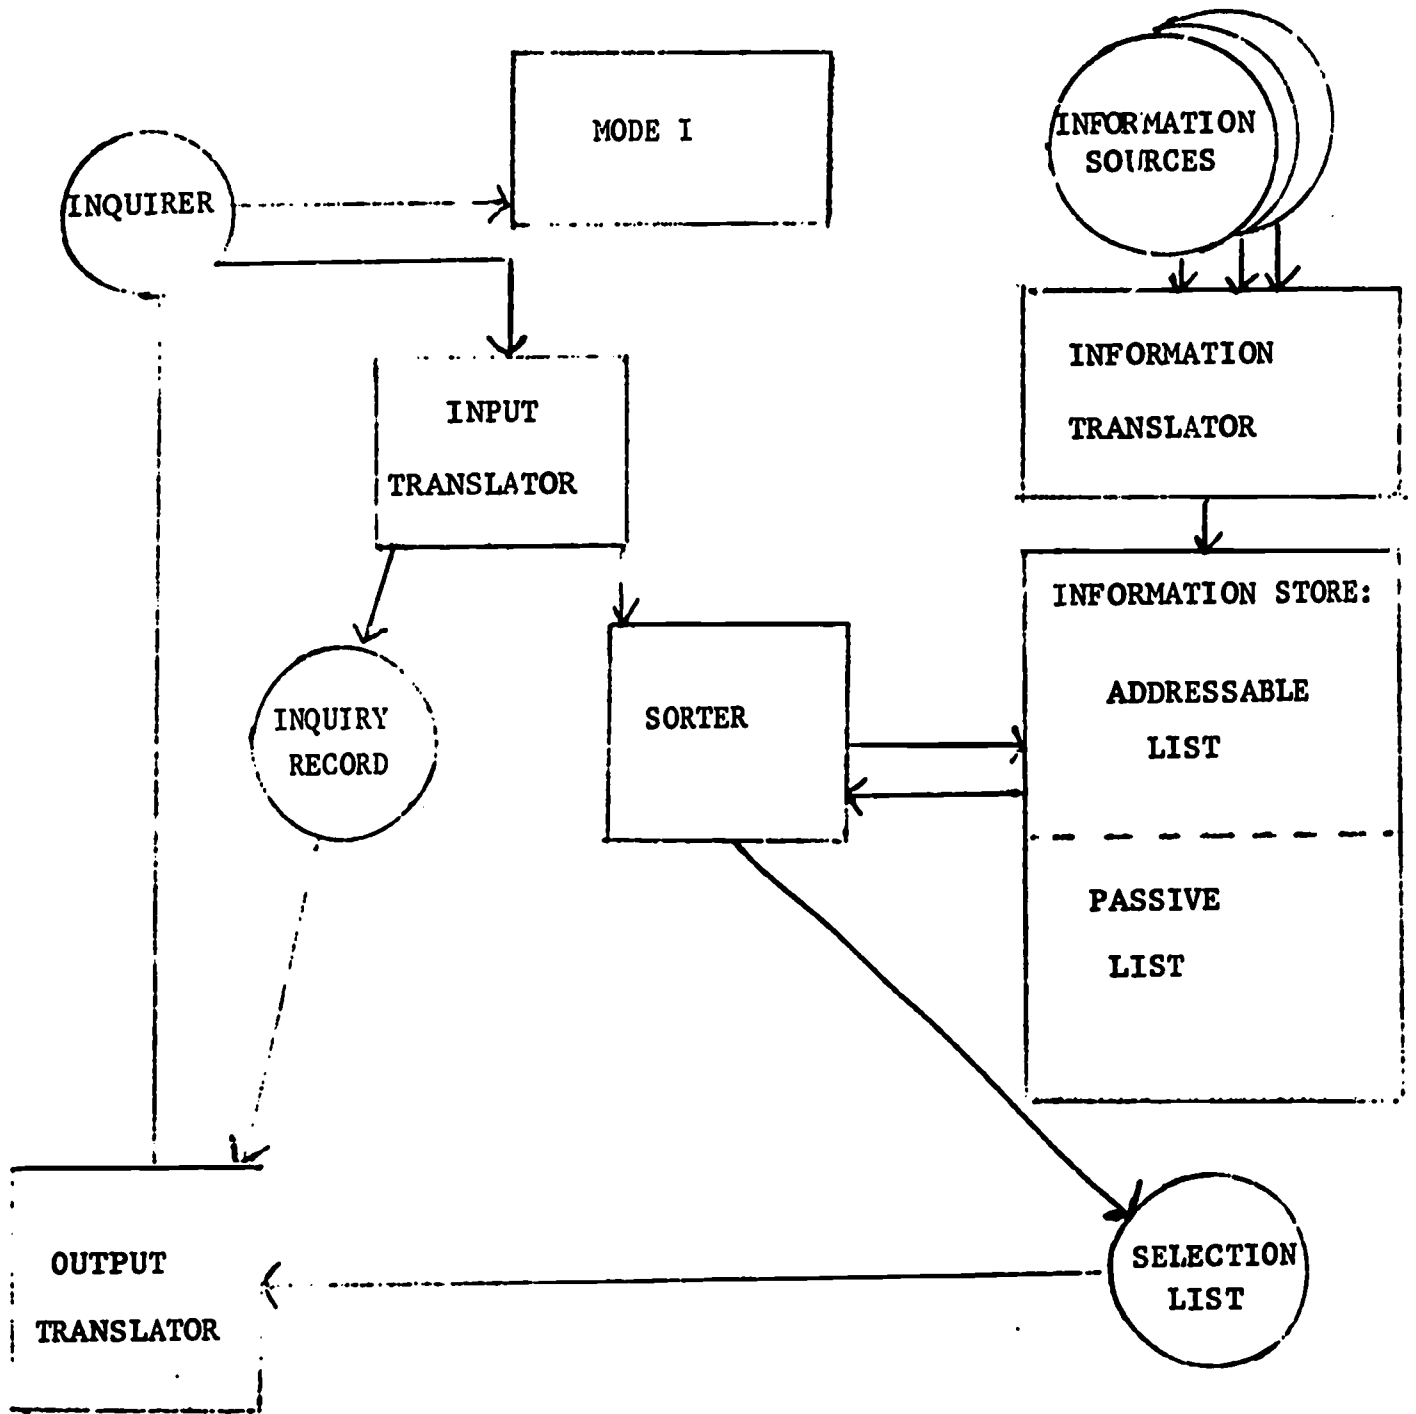 MODE I
INFORMATION
SOURCES
INQUIRER
INPUT
TRANSLATOR
INFORMATION
TRANSLATOR
INFORMATION STORE:
ADDRESSABLE
LIST
PASSIVE
LIST
INQUIRY
RECORD
SORTER
OUTPUT
TRANSLATOR
SELECTION
LIST